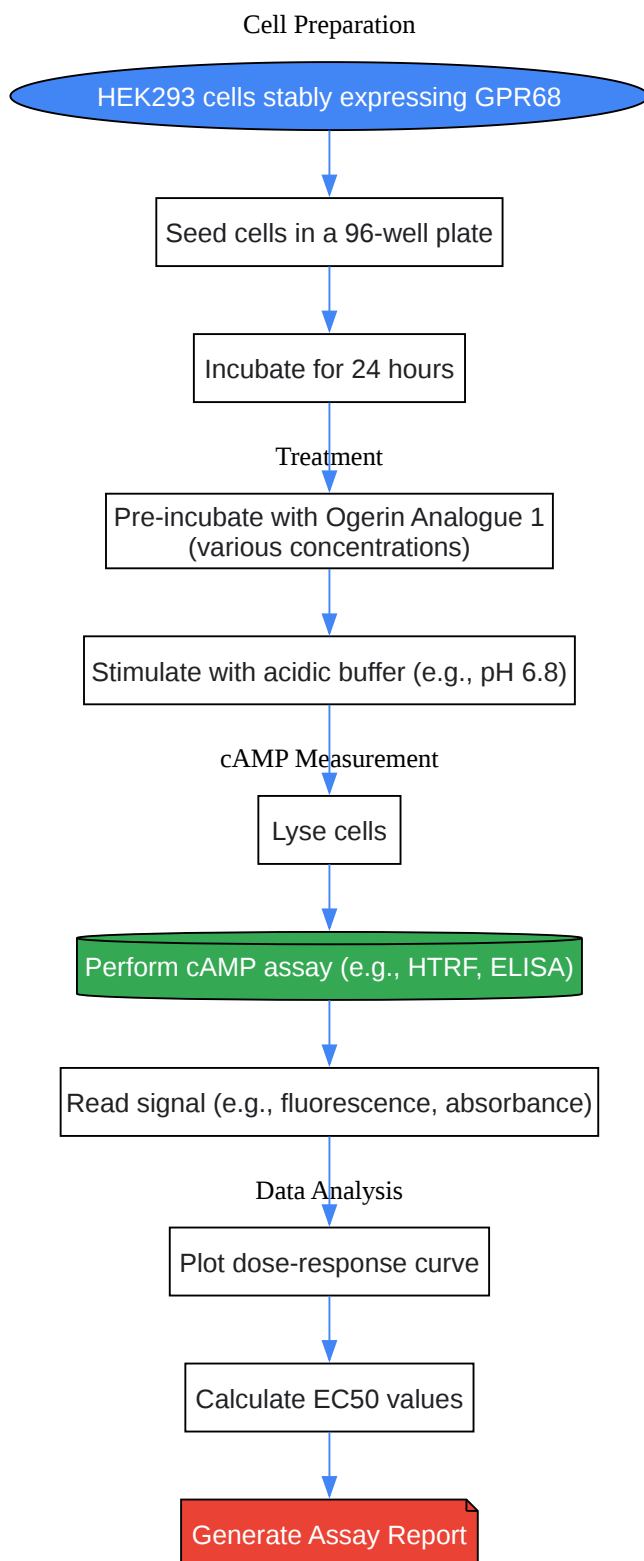 Cell Preparation
HEK293 cells stably expressing GPR68
Seed cells in a 96-well plate
Incubate for 24 hours
Treatment
Pre-incubate with Ogerin Analogue 1
(various concentrations)
Stimulate with acidic buffer (e.g., pH 6.8)
cAMP Measurement
Lyse cells
Perform cAMP assay (e.g., HTRF, ELISA)
Read signal (e.g., fluorescence, absorbance)
Data Analysis
Plot dose-response curve
Calculate EC50 values
Generate Assay Report